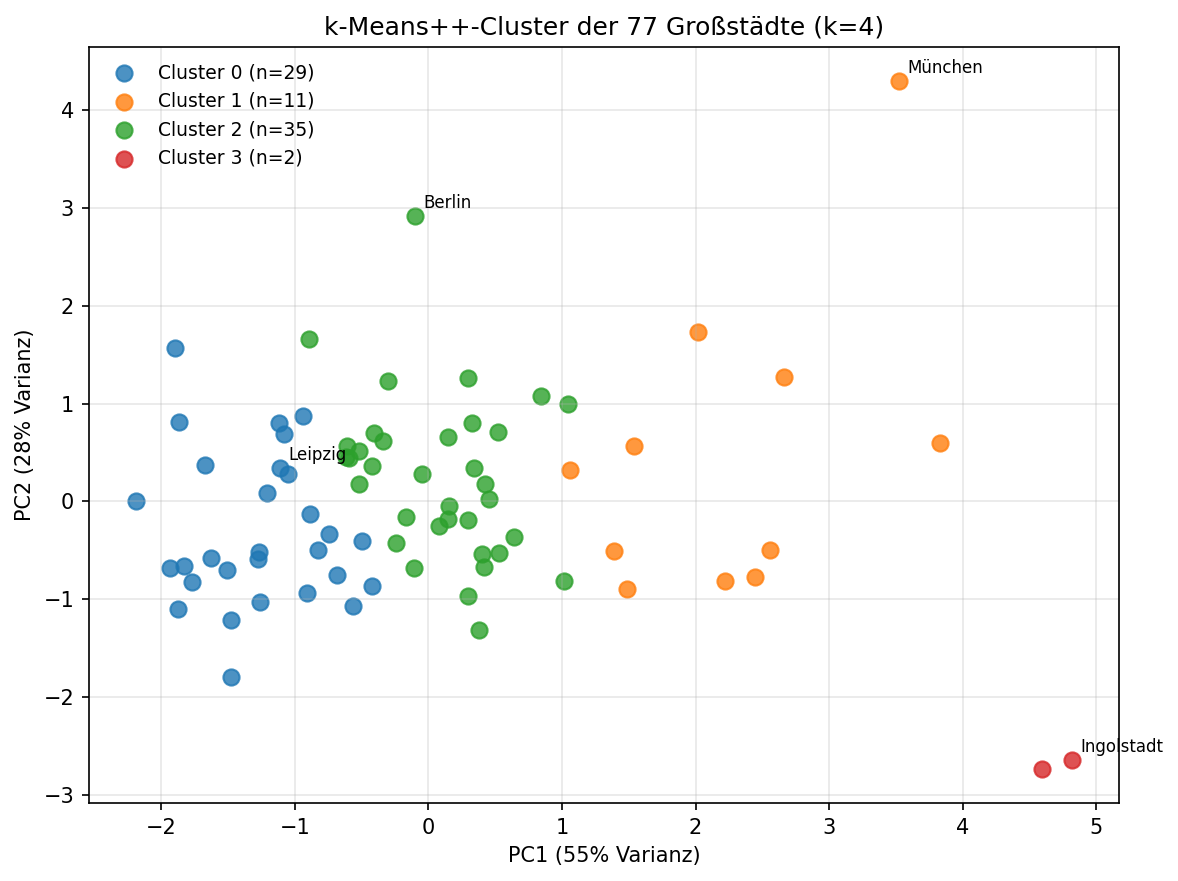 k-Means++-Cluster der 77 Großstädte (k=4)
Cluster 0 (n=29)
Cluster 1 (n=11)
Cluster 2 (n=35)
Cluster 3 (n=2)
München
Berlin
Leipzig
Ingolstadt
4
3
2
1
0
−1
−2
−3
PC2 (28% Varianz)
−2 −1 0 1 2 3 4 5
PC1 (55% Varianz)